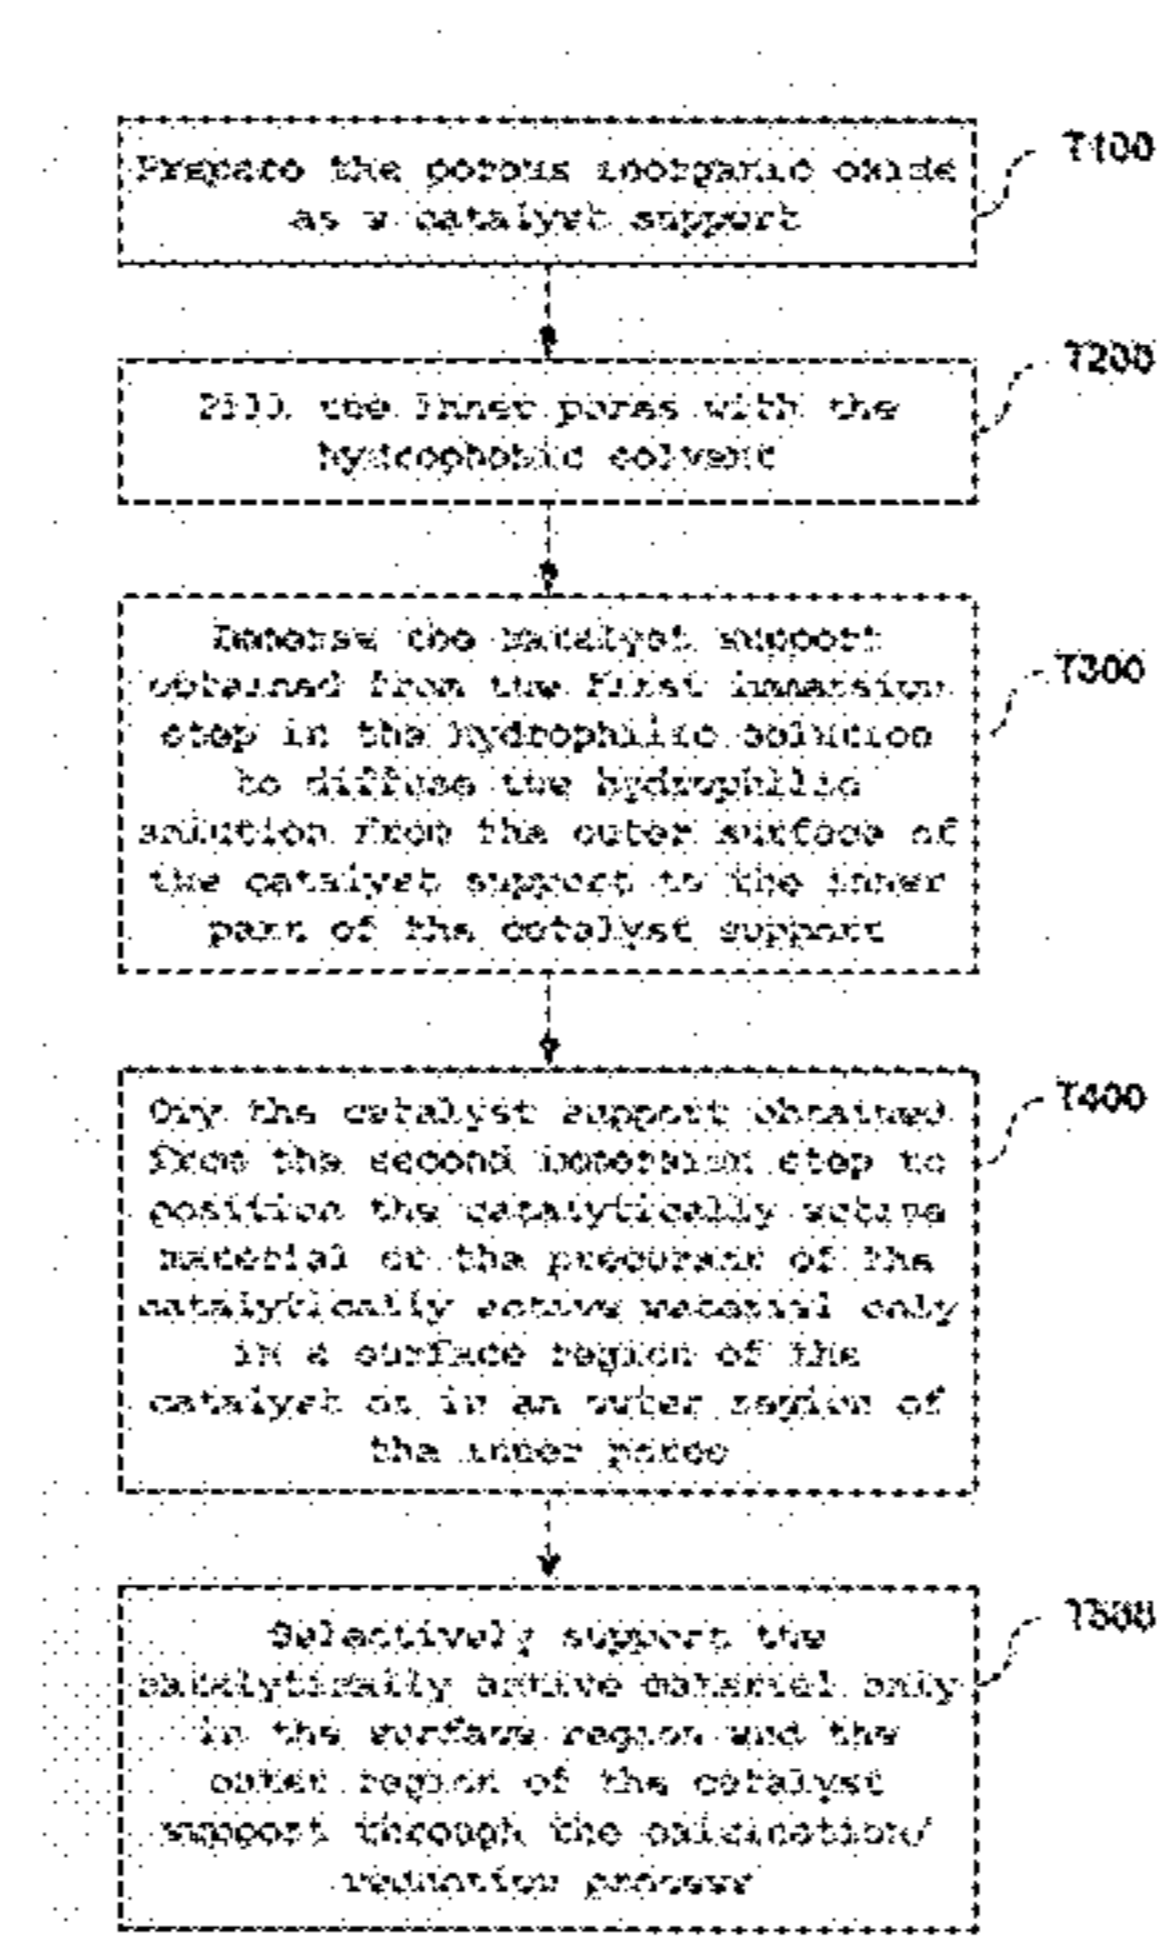 Prepare the porous inorganic oxide
as a catalyst support
T100
Fill the inner pores with the
hydrophobic solvent
T200
Immerse the catalyst support
obtained from the first immersion
step in the hydrophilic solution
to diffuse the hydrophilic
solution from the outer surface of
the catalyst support to the inner
part of the catalyst support
T300
Dry the catalyst support obtained
from the second immersion step to
position the catalytically active
material or the precursor of the
catalytically active material only
in a surface region of the
catalyst or in an outer region of
the inner pores
T400
Selectively support the
catalytically active material only
in the surface region and the
outer region of the catalyst
support through the calcination/
reduction process
T500